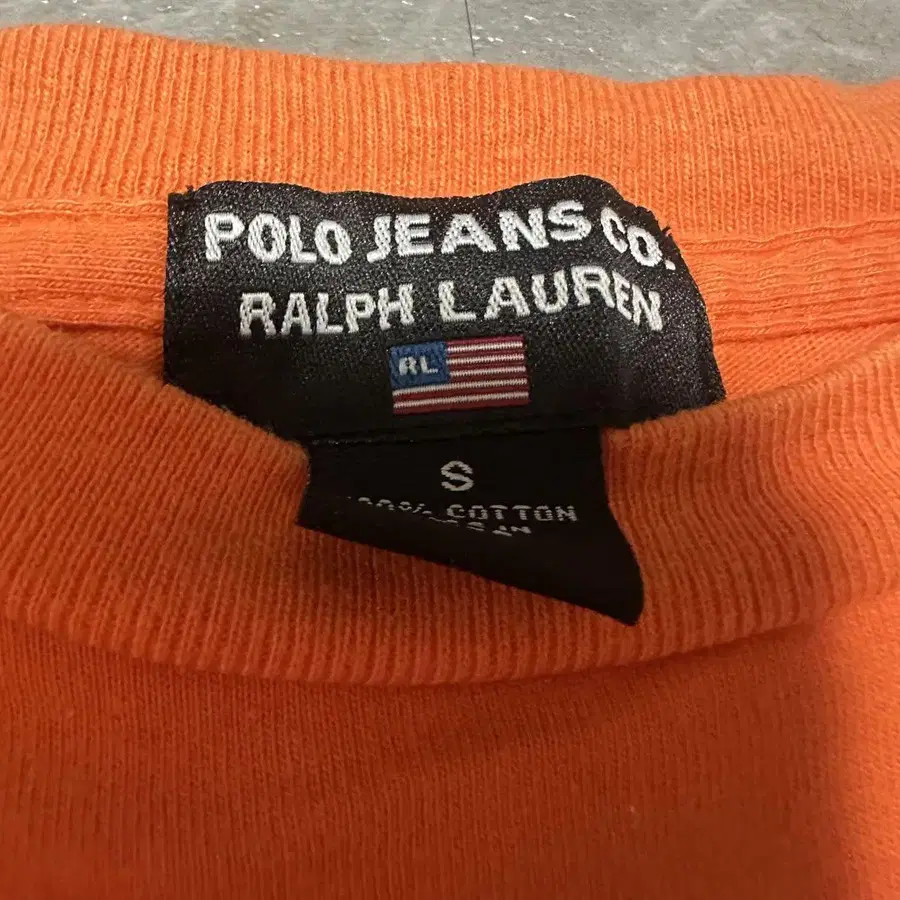 POLO JEANS CO.
RALPH LAUREN
RL
S
100% COTTON